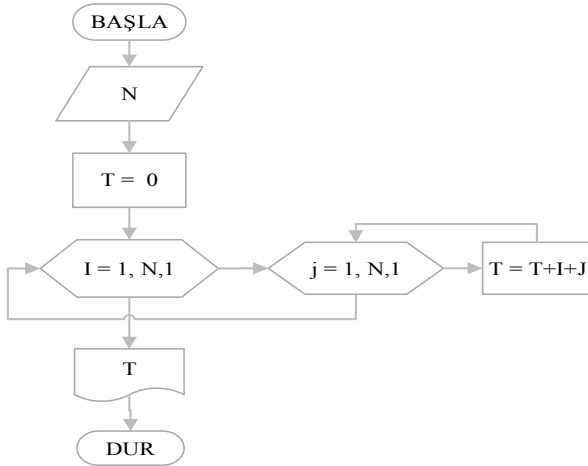 BAŞLA
N
T = 0
I = 1, N,1
j = 1, N,1
T = T+I+J
T
DUR